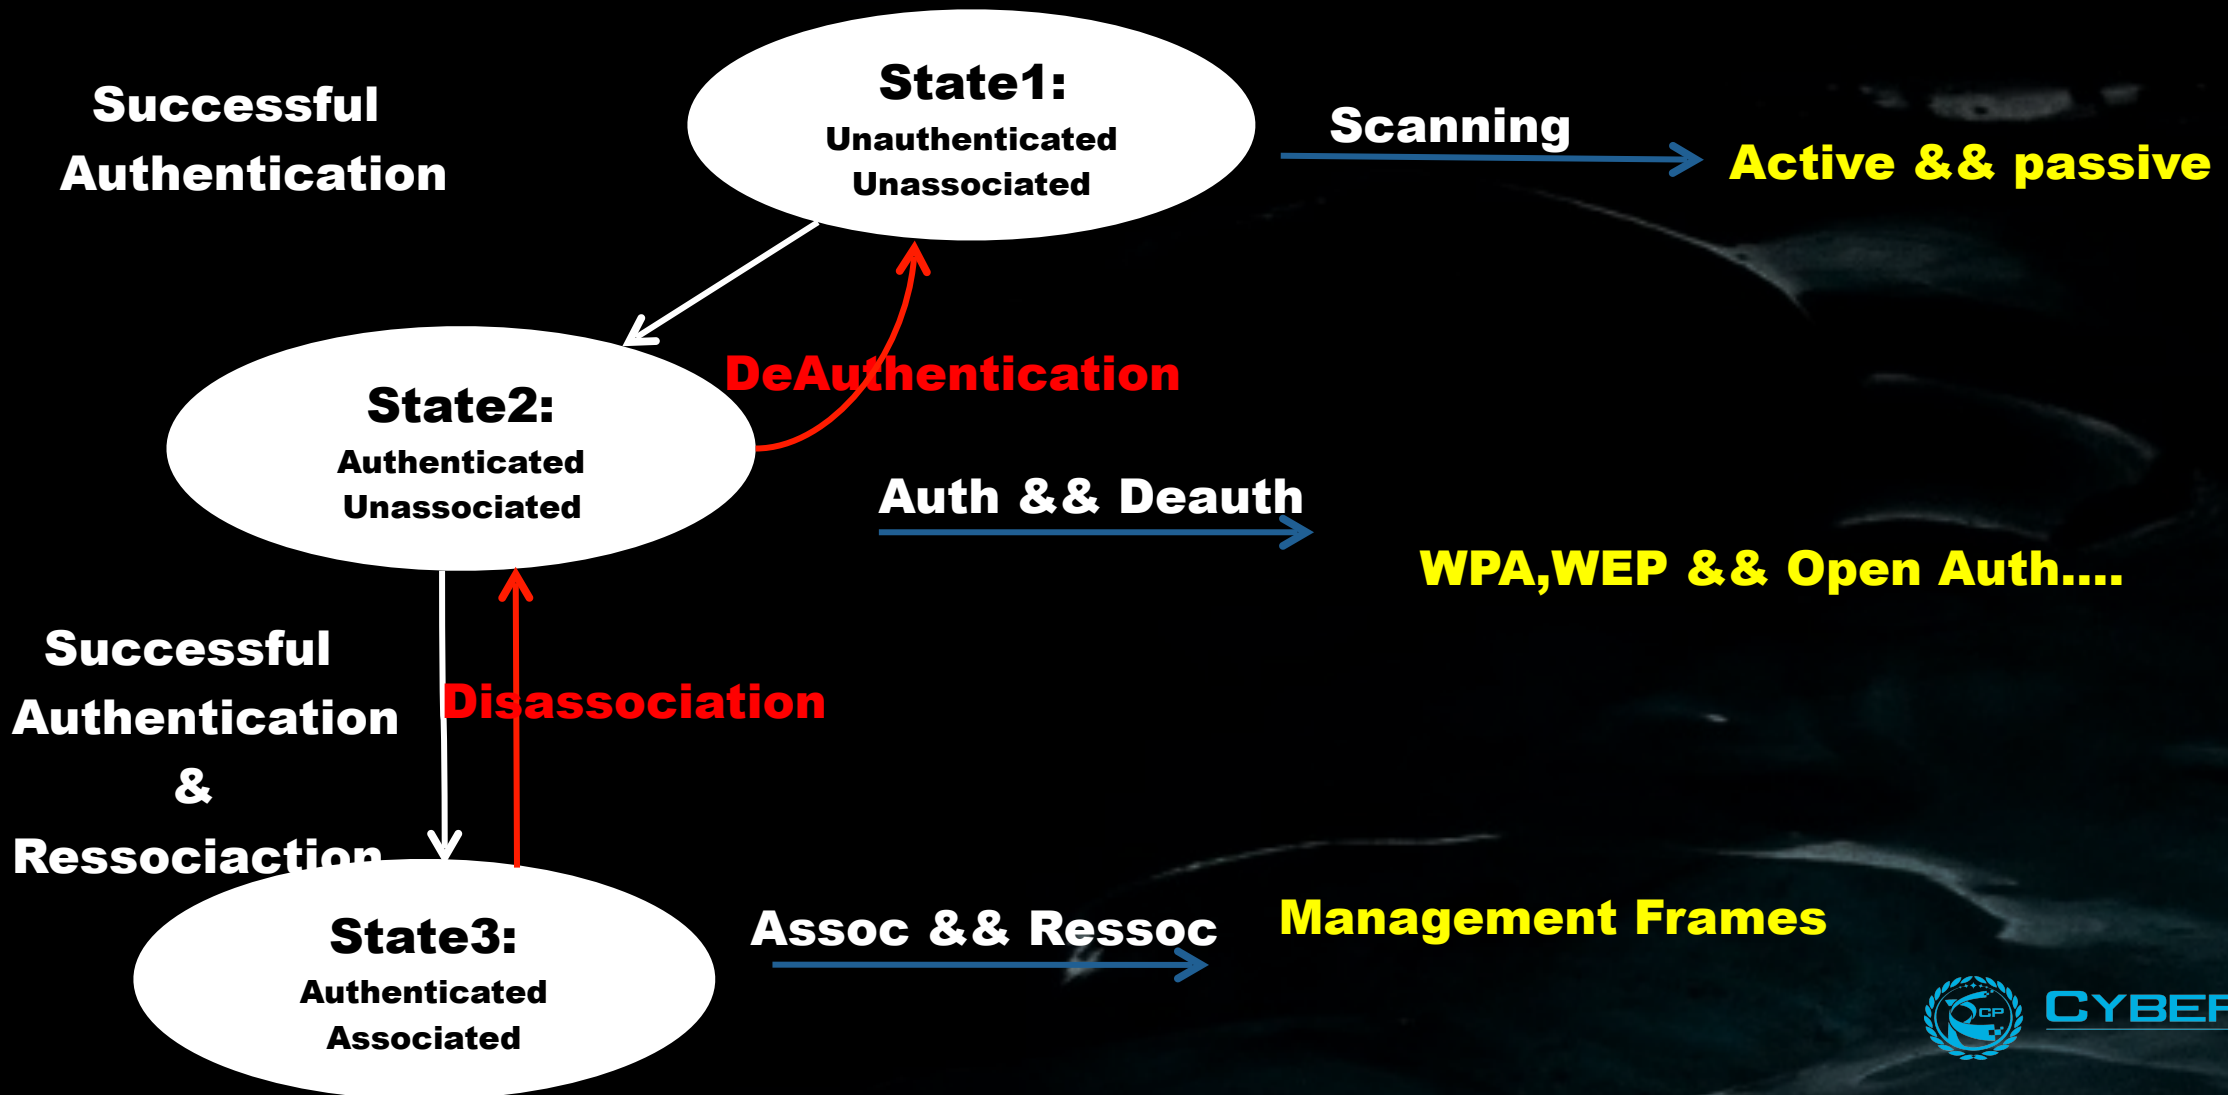 State1:
Unauthenticated
Unassociated
Successful
Authentication
Scanning
Active && passive
DeAuthentication
State2:
Authenticated
Unassociated
Auth && Deauth
WPA,WEP && Open Auth....
Successful
Authentication
&
Ressociaction
Disassociation
State3:
Authenticated
Associated
Assoc && Ressoc
Management Frames
CP